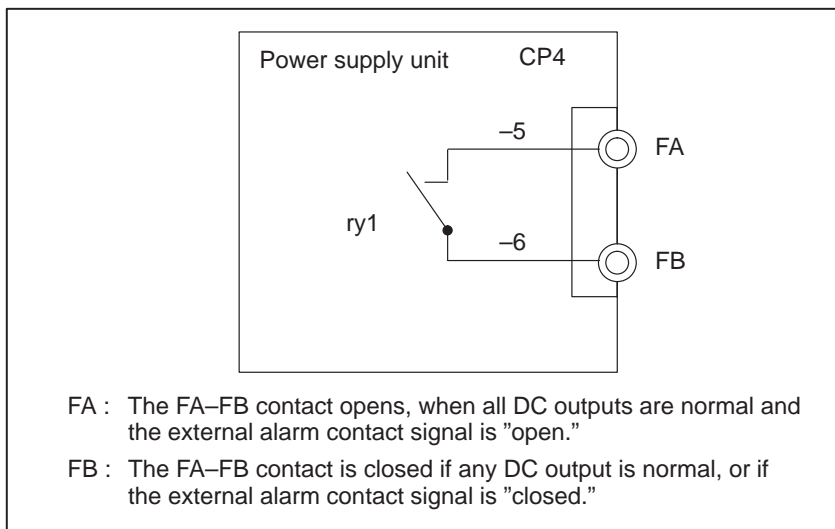 Power supply unit CP4
–5
FA
ry1
–6
FB
FA : The FA–FB contact opens, when all DC outputs are normal and
the external alarm contact signal is ”open.”
FB : The FA–FB contact is closed if any DC output is normal, or if
the external alarm contact signal is ”closed.”